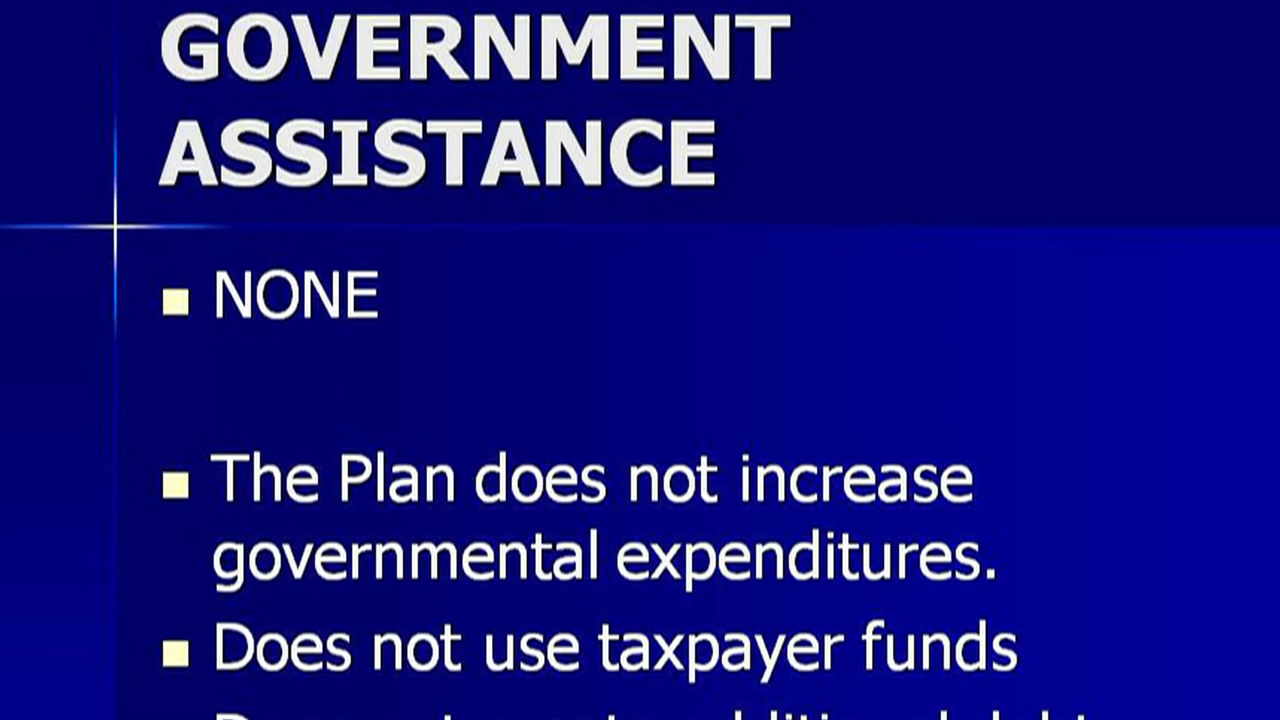 GOVERNMENT
ASSISTANCE
NONE
The Plan does not increase
governmental expenditures.
Does not use taxpayer funds